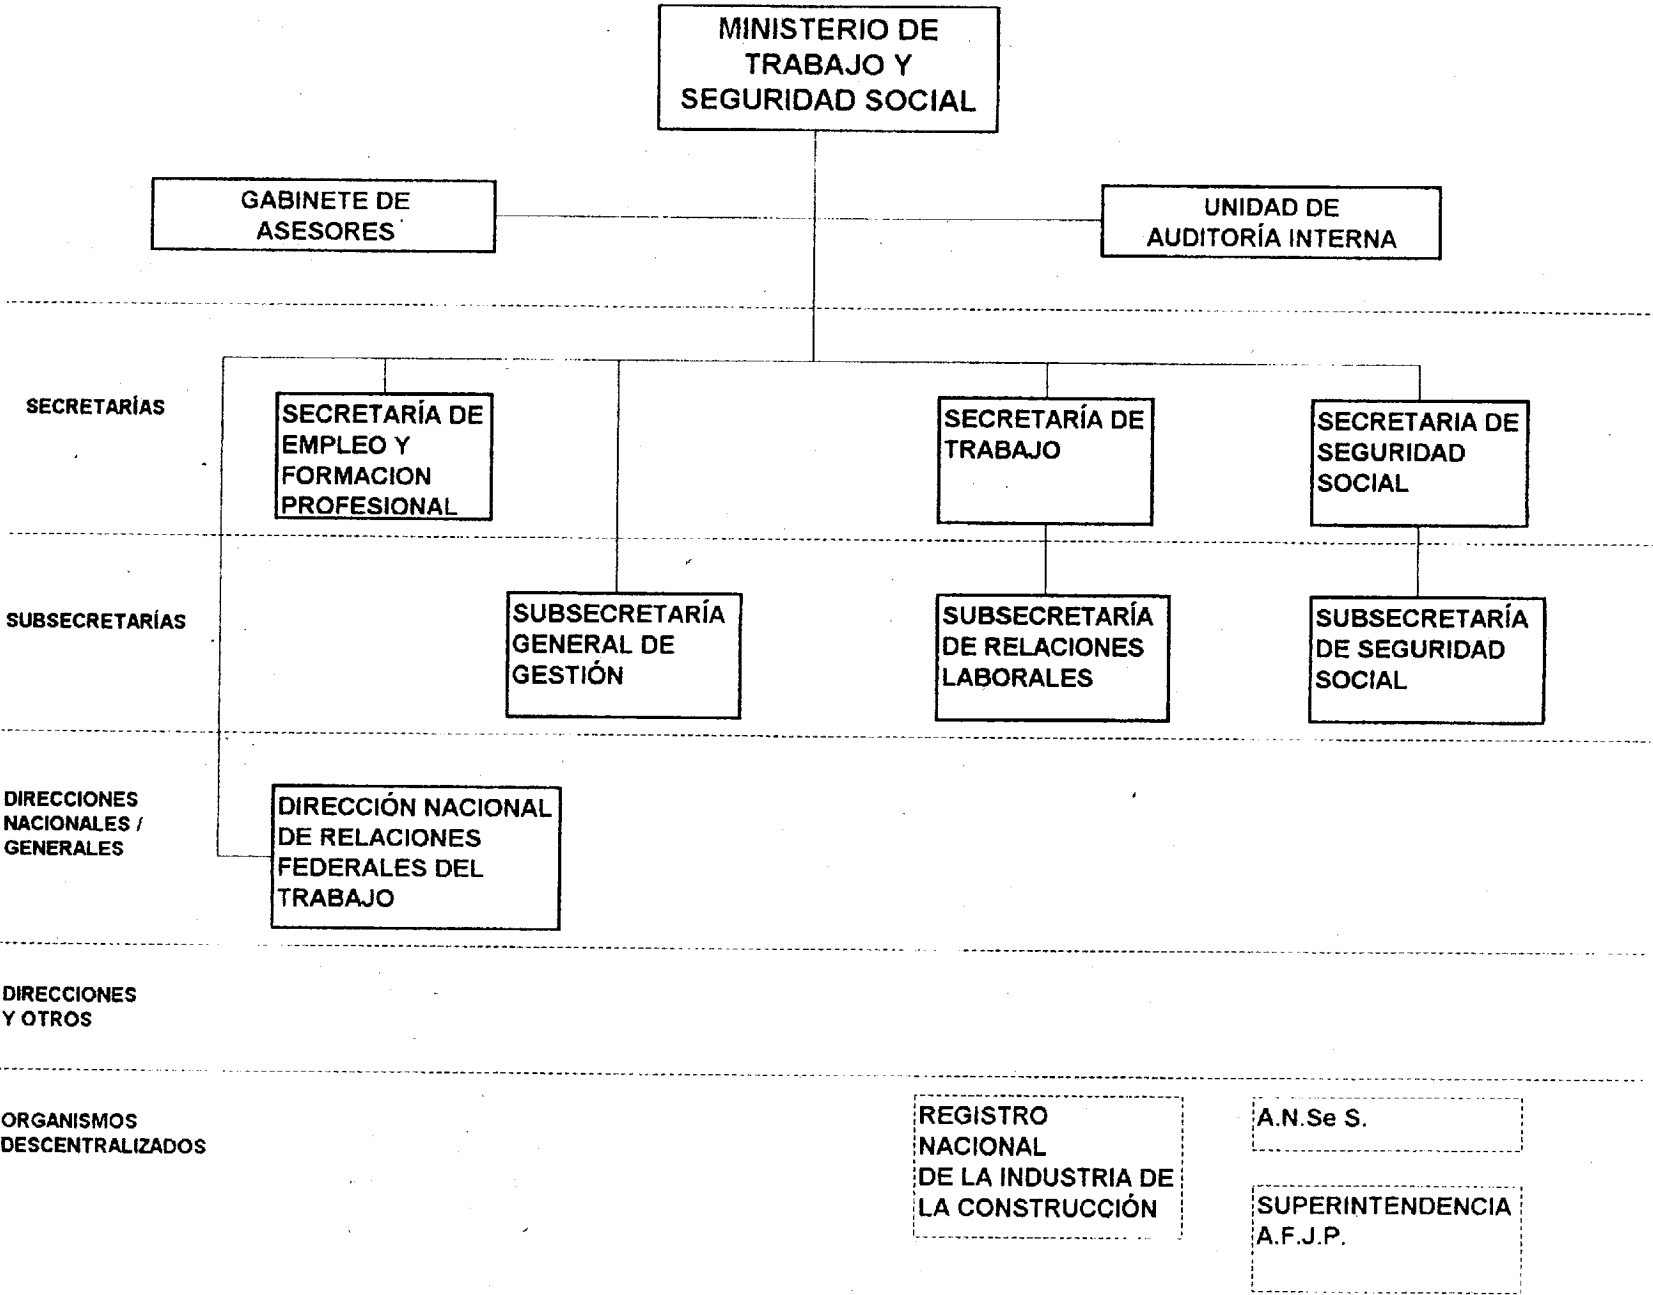 MINISTERIO DE
TRABAJO Y
SEGURIDAD SOCIAL
GABINETE DE
ASESORES
UNIDAD DE
AUDITORÍA INTERNA
SECRETARÍAS
SECRETARÍA DE
EMPLEO Y
FORMACION
PROFESIONAL
SECRETARÍA DE
TRABAJO
SECRETARIA DE
SEGURIDAD
SOCIAL
SUBSECRETARÍAS
SUBSECRETARÍA
GENERAL DE
GESTIÓN
SUBSECRETARÍA
DE RELACIONES
LABORALES
SUBSECRETARÍA
DE SEGURIDAD
SOCIAL
DIRECCIONES
NACIONALES /
GENERALES
DIRECCIÓN NACIONAL
DE RELACIONES
FEDERALES DEL
TRABAJO
DIRECCIONES
Y OTROS
ORGANISMOS
DESCENTRALIZADOS
REGISTRO
NACIONAL
DE LA INDUSTRIA DE
LA CONSTRUCCIÓN
A.N.Se S.
SUPERINTENDENCIA
A.F.J.P.